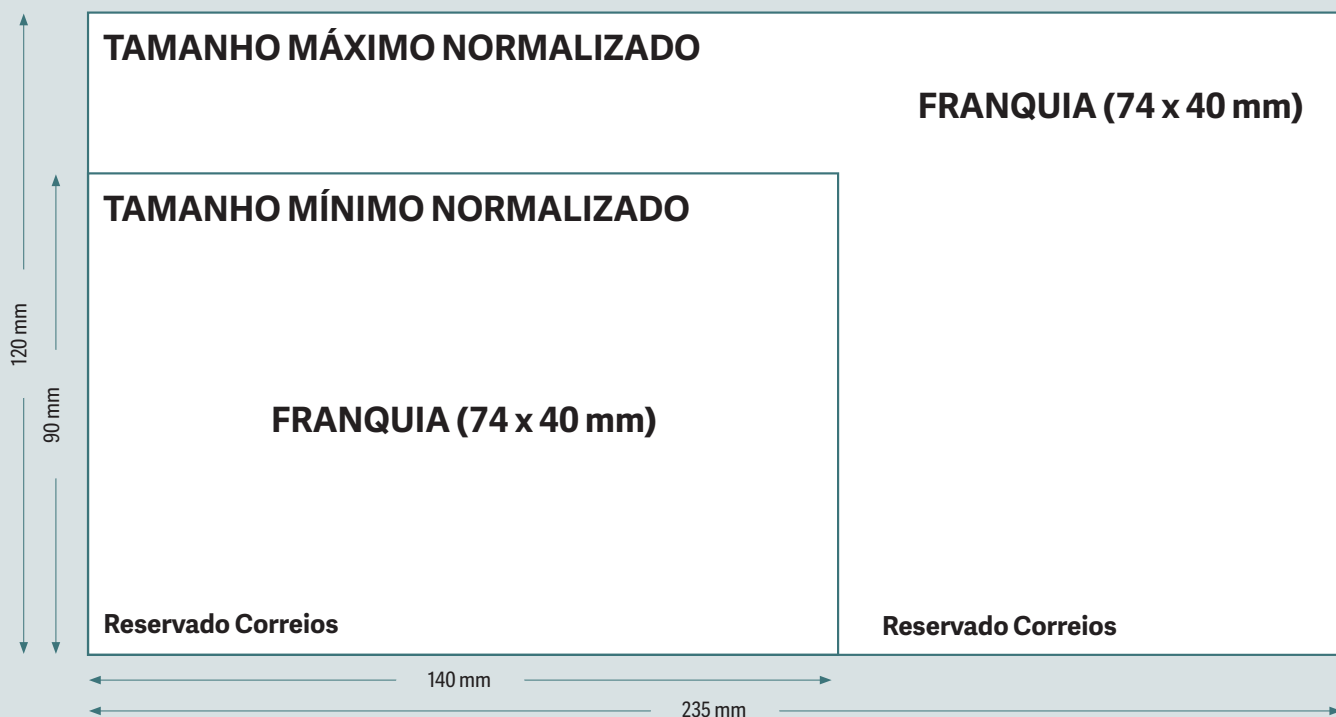 TAMANHO MÁXIMO NORMALIZADO
FRANQUIA (74 x 40 mm)
TAMANHO MÍNIMO NORMALIZADO
120 mm
90 mm
FRANQUIA (74 x 40 mm)
Reservado Correios
Reservado Correios
140 mm
235 mm